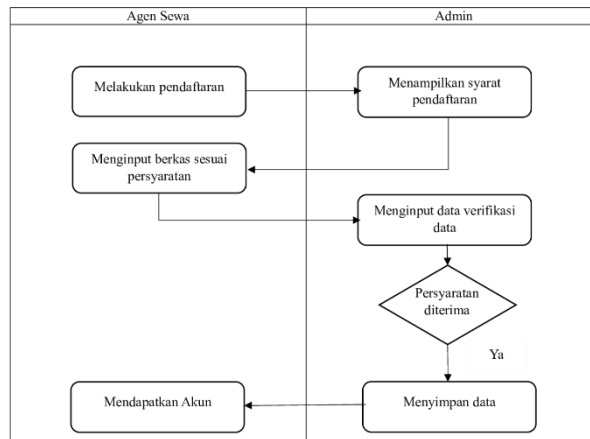 Agen Sewa
Admin
Melakukan pendaftaran
Menampilkan syarat
pendaftaran
Menginput berkas sesuai
persyaratan
Menginput data verifikasi
data
Persyaratan
diterima
Ya
Menyimpan data
Mendapatkan Akun